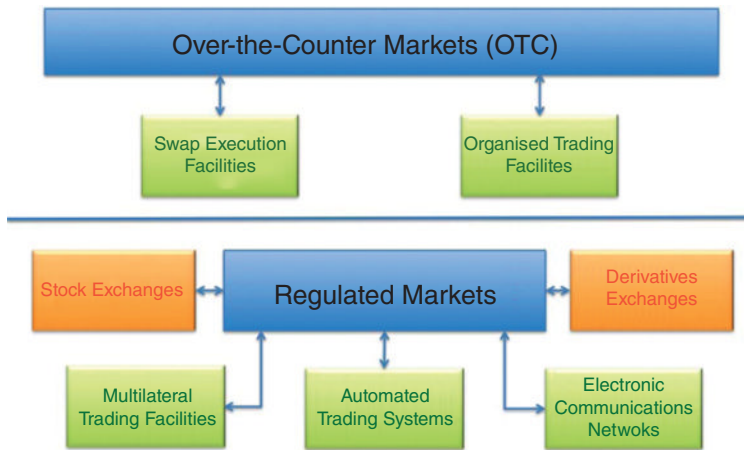 Over-the-Counter Markets (OTC)
Swap Execution
Facilities
Organised Trading
Facilites
Stock Exchanges
Regulated Markets
Derivatives
Exchanges
Multilateral
Trading Facilities
Automated
Trading Systems
Electronic
Communications
Netwoks